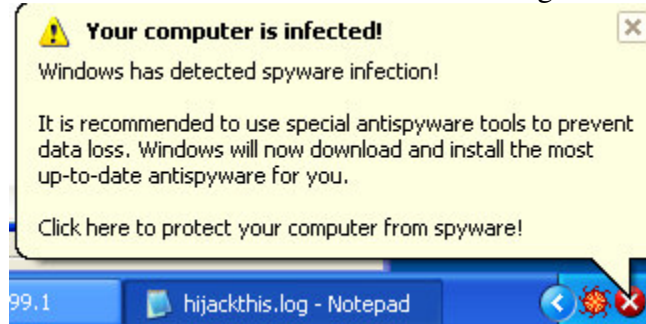 Your computer is infected!
Windows has detected spyware infection!
It is recommended to use special antispyware tools to prevent
data loss. Windows will now download and install the most
up-to-date antispyware for you.
Click here to protect your computer from spyware!
99.1
hijackthis.log - Notepad